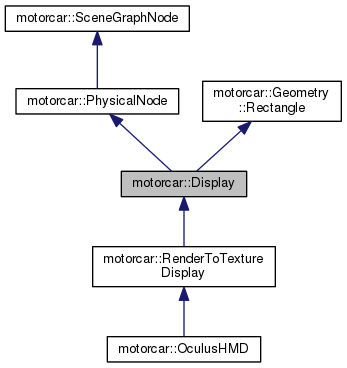 motorcar::SceneGraphNode
motorcar::PhysicalNode
motorcar::Geometry
::Rectangle
motorcar::Display
motorcar::RenderToTexture
Display
motorcar::OculusHMD